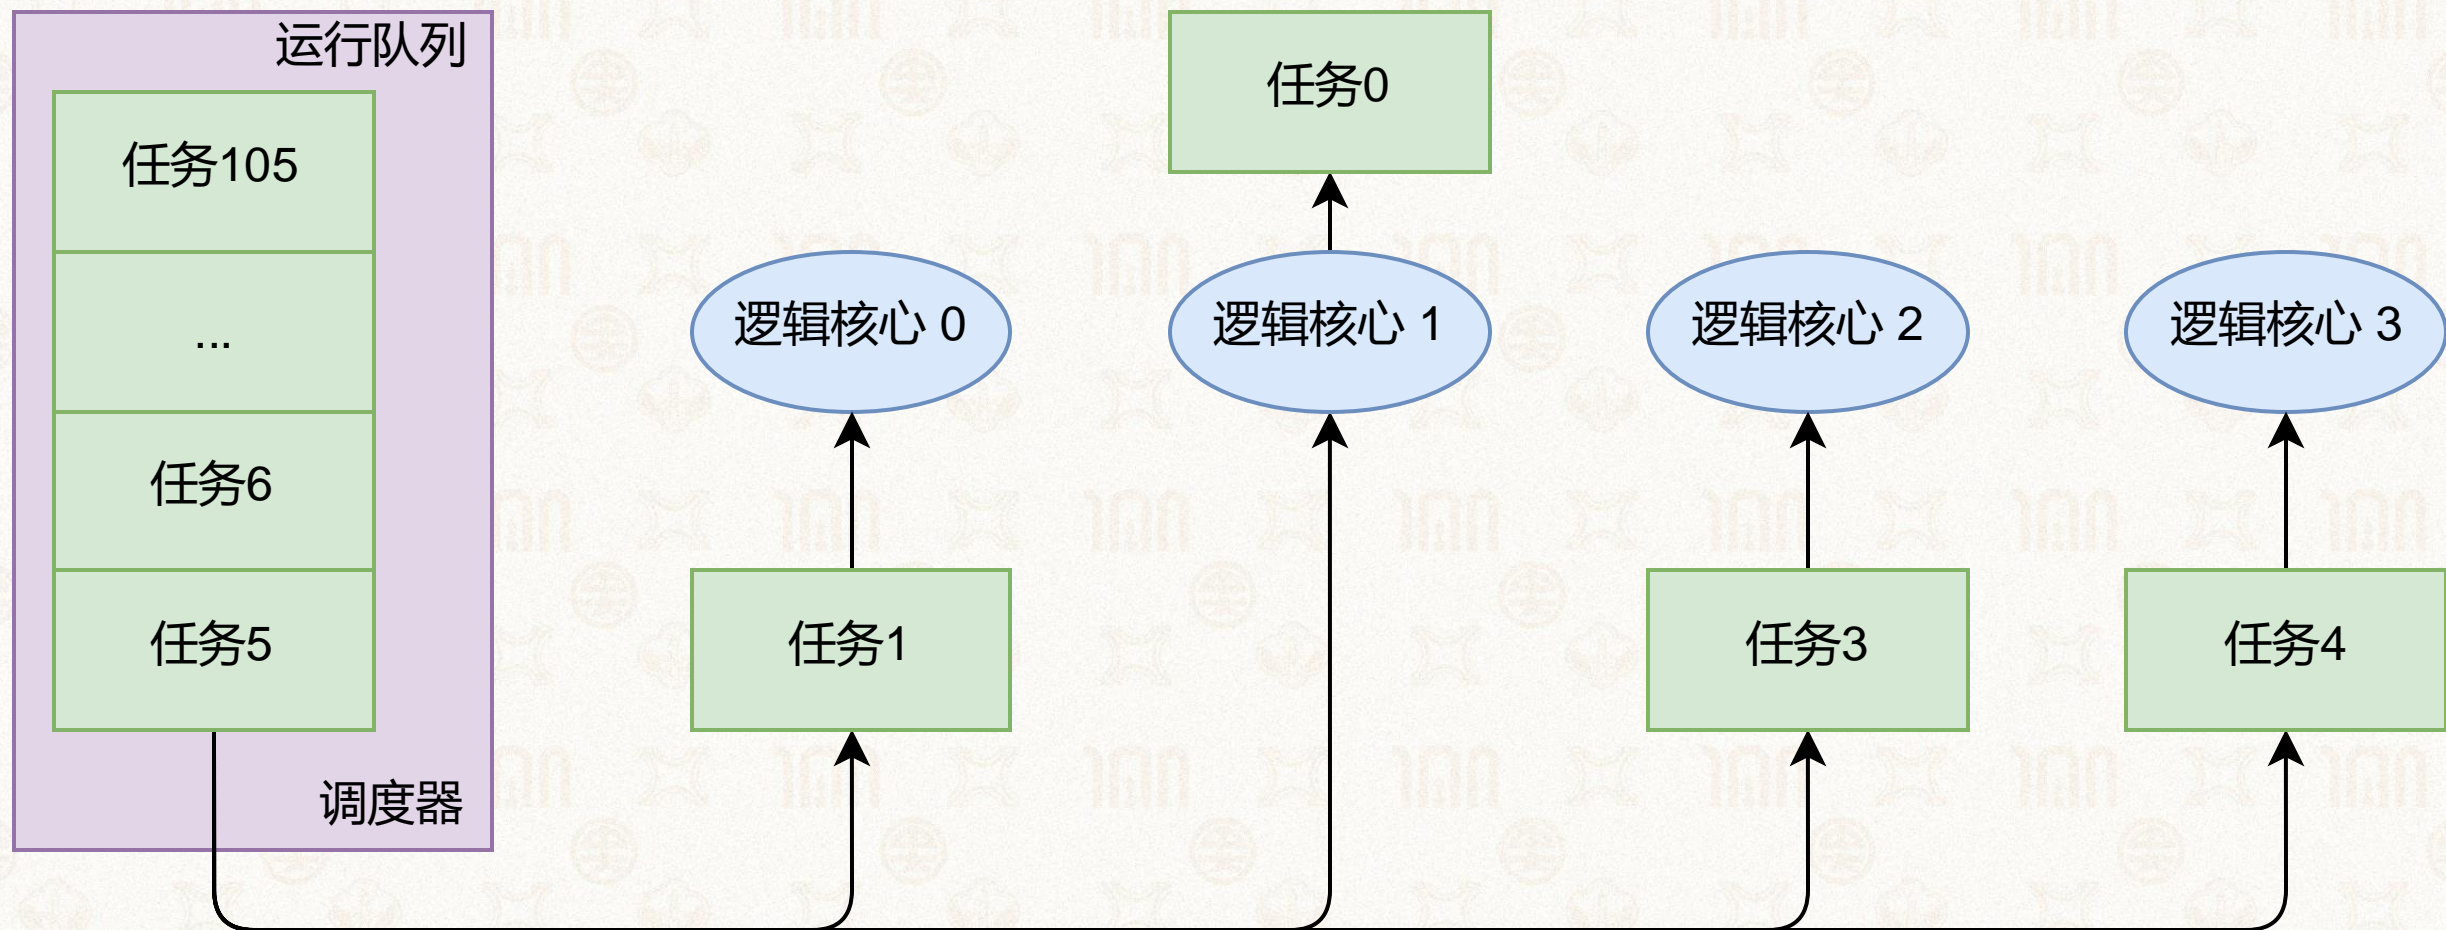 运行队列
任务105
...
任务6
任务5
调度器
任务0
逻辑核心 0
逻辑核心 1
逻辑核心 2
逻辑核心 3
任务1
任务3
任务4